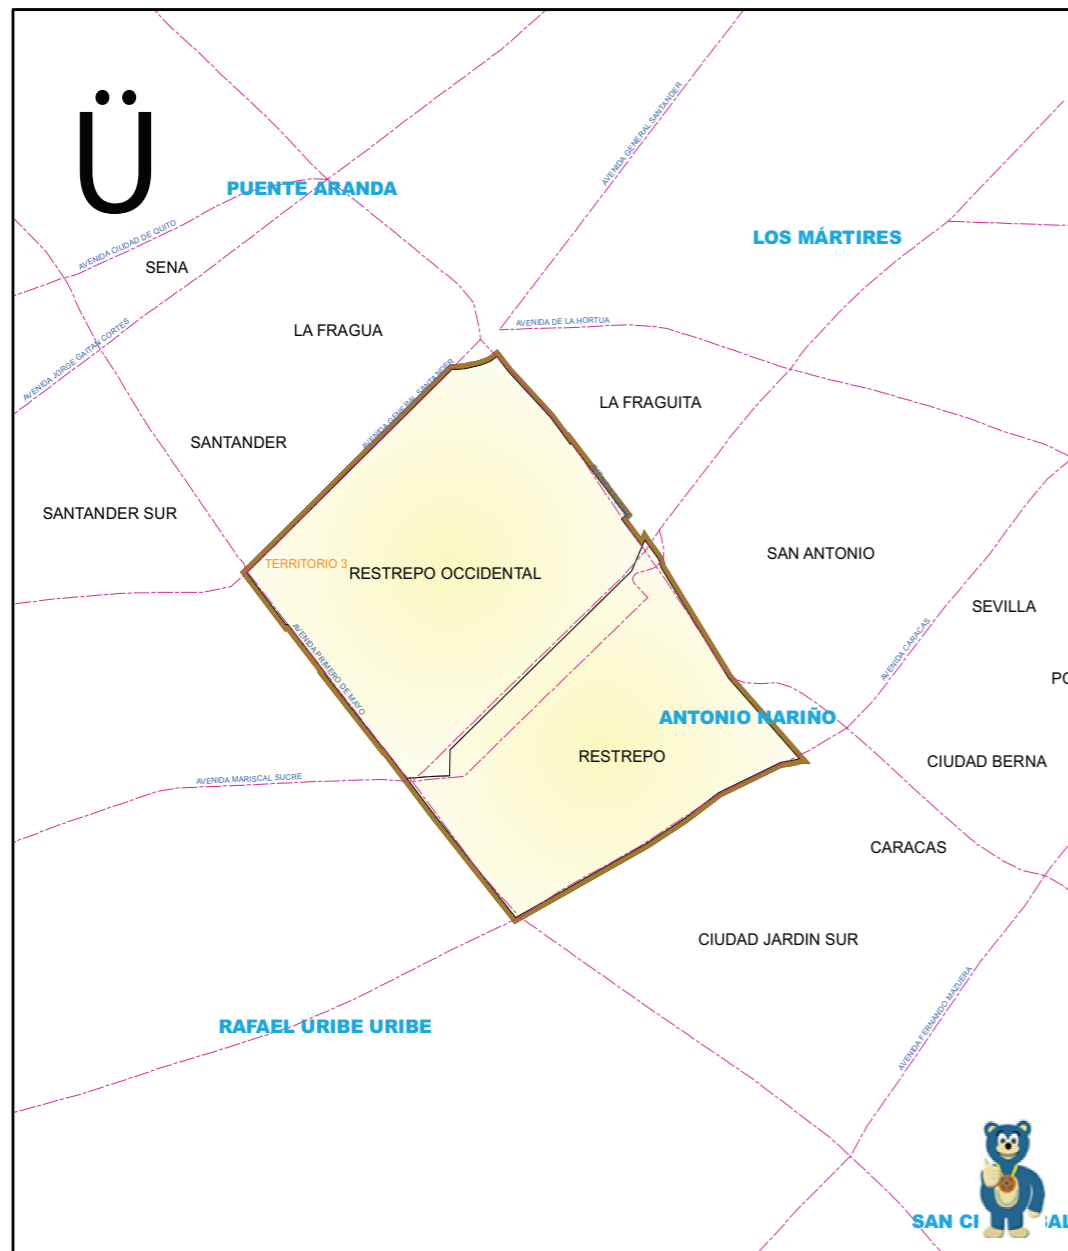 Ü
AVENIDA GENERAL SANTANDER
PUENTE ARANDA
LOS MÁRTIRES
AVENIDA CIUDAD DE QUITO
SENA
AVENIDA DE LA HORTUA
LA FRAGUA
AVENIDA JORGE GAITAN CORTES
AVENIDA GENERAL SANTANDER
LA FRAGUITA
SANTANDER
SANTANDER SUR
SAN ANTONIO
TERRITORIO 3
RESTREPO OCCIDENTAL
SEVILLA
AVENIDA CARACAS
AVENIDA PRIMERO DE MAYO
PO
ANTONIO NARIÑO
RESTREPO
CIUDAD BERNA
AVENIDA MARISCAL SUCRE
CARACAS
CIUDAD JARDIN SUR
AVENIDA FERNANDO MAZUERA
RAFAEL URIBE URIBE
SAN